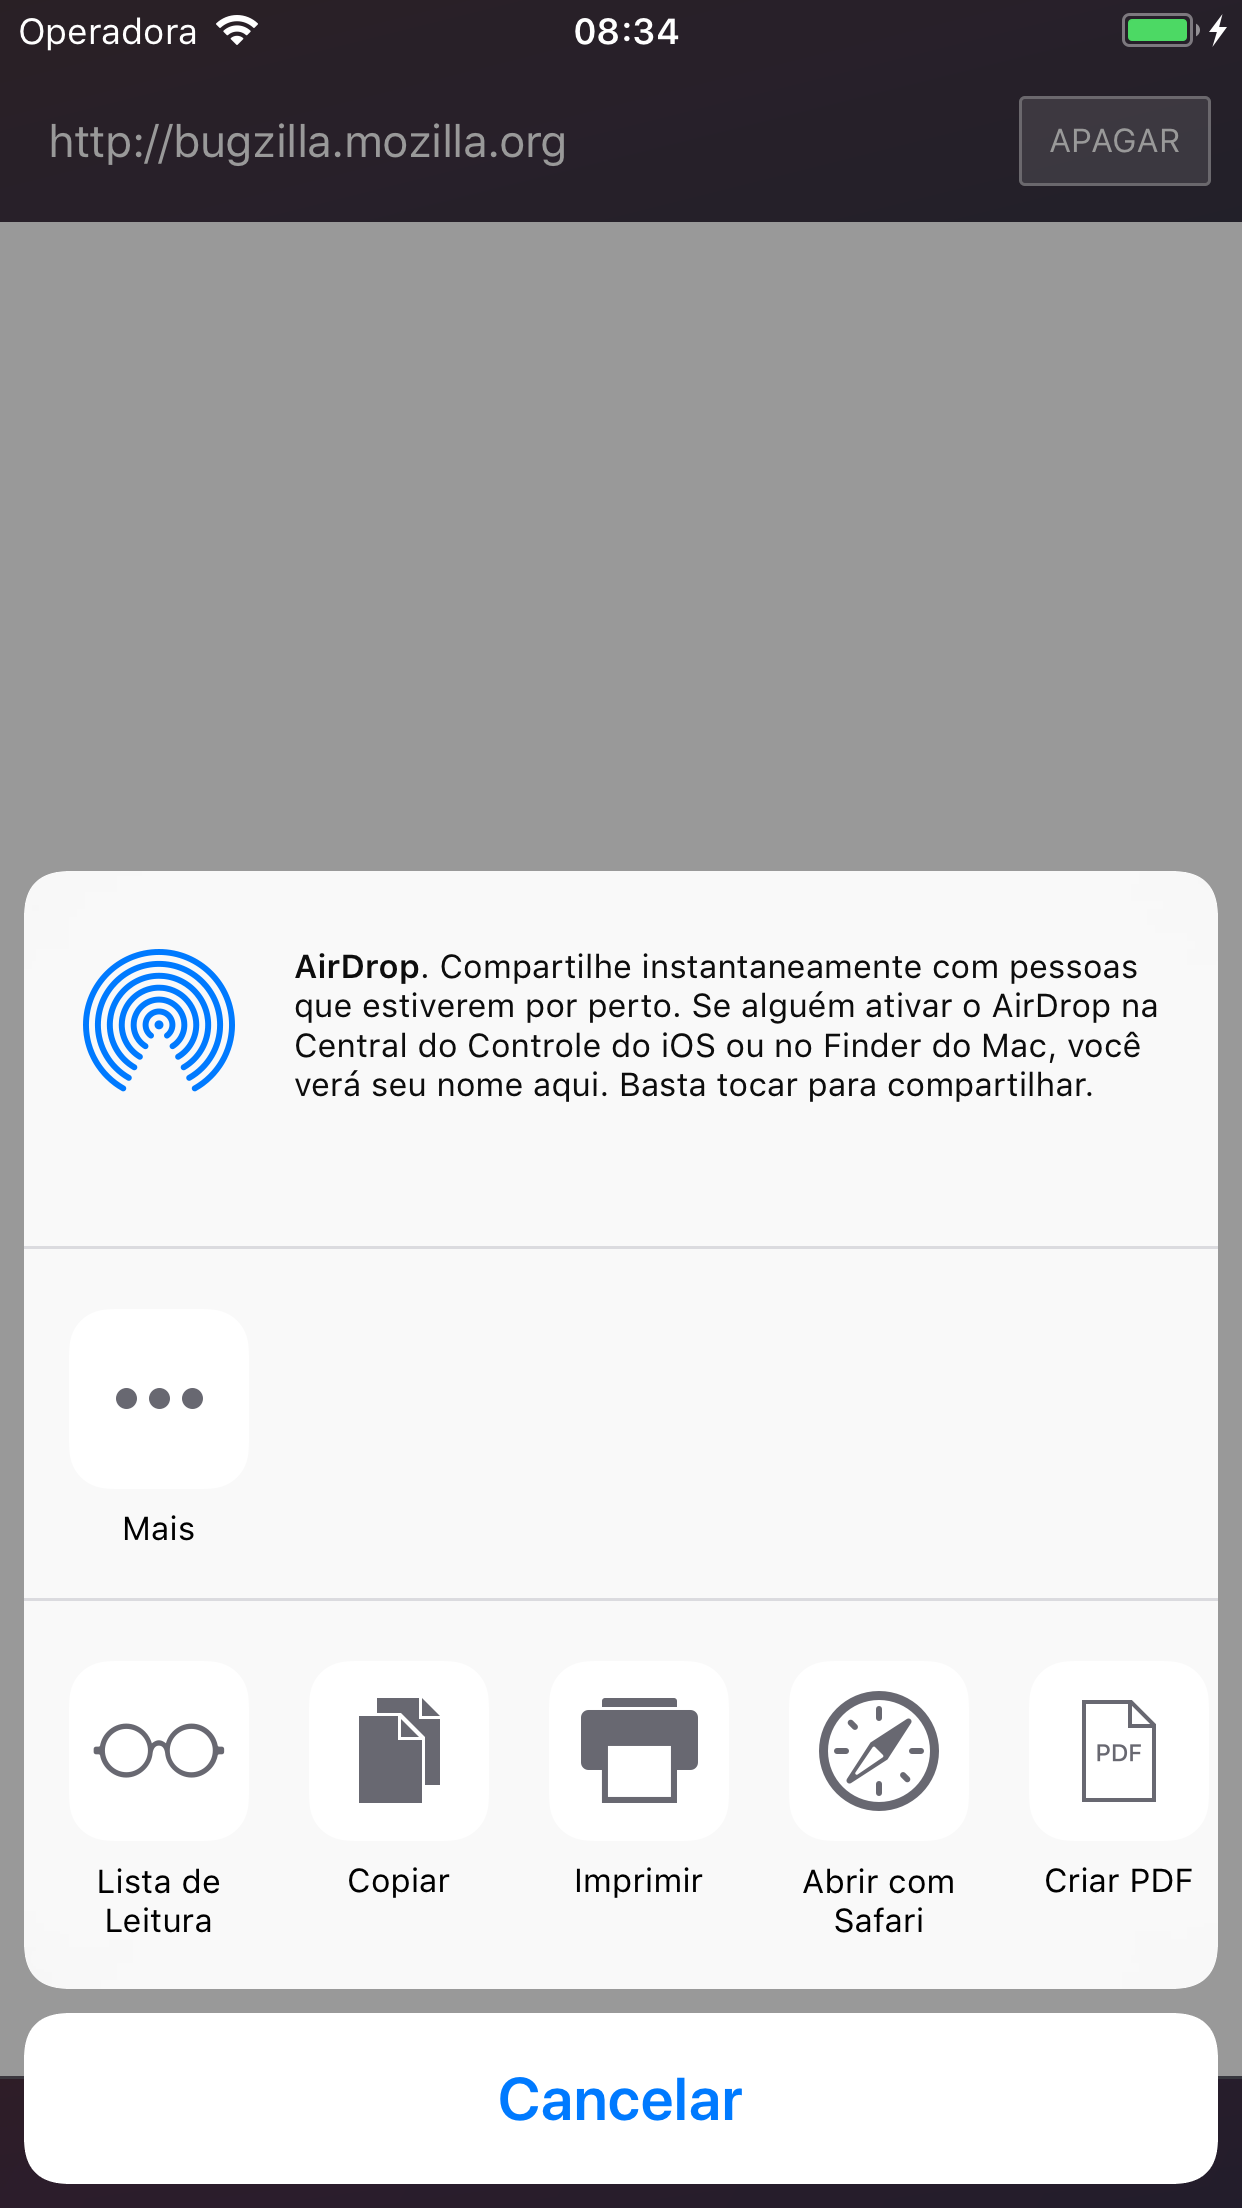 Operadora
08:34
http://bugzilla.mozilla.org
APAGAR
AirDrop. Compartilhe instantaneamente com pessoas
que estiverem por perto. Se alguém ativar o AirDrop na
Central do Controle do iOS ou no Finder do Mac, você
verá seu nome aqui. Basta tocar para compartilhar.
Mais
Lista de
Leitura
Copiar
Imprimir
Abrir com
Safari
PDF
Criar PDF
Cancelar